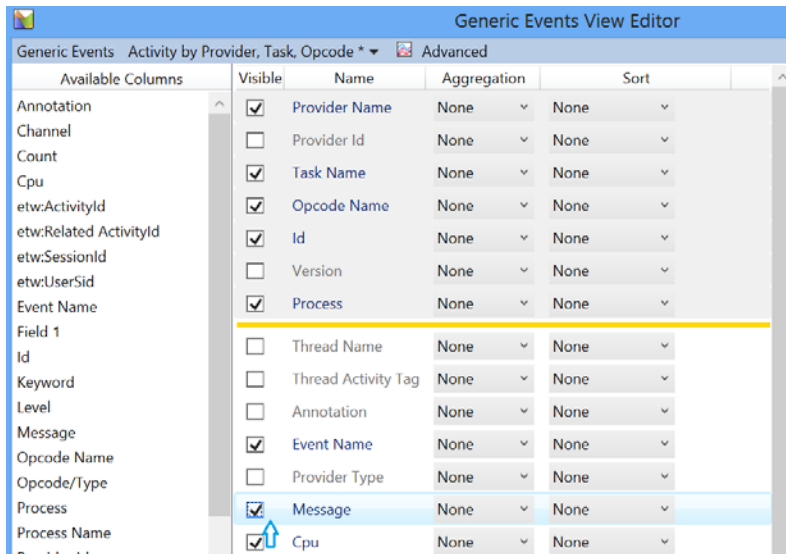 Generic Events View Editor
Generic Events Activity by Provider, Task, Opcode * Advanced
Available Columns
Annotation
Channel
Count
Cpu
etw:ActivityId
etw:Related ActivityId
etw:SessionId
etw:UserSid
Event Name
Field 1
Id
Keyword
Level
Message
Opcode Name
Opcode/Type
Process
Process Name
Visible Name Aggregation Sort
Provider Name None None
Provider Id None None
Task Name None None
Opcode Name None None
Id None None
Version None None
Process None None
Thread Name None None
Thread Activity Tag None None
Annotation None None
Event Name None None
Provider Type None None
Message None None
Cpu None None